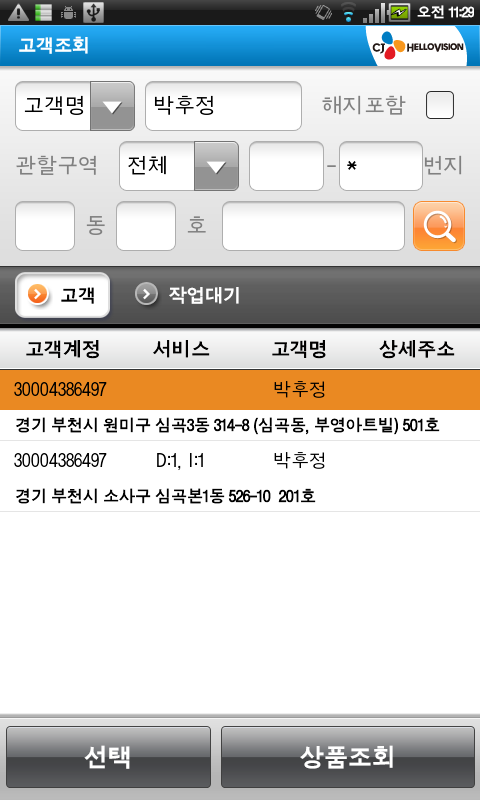 오전 11:29
고객조회
CJ HELLOVISION
고객명 박후정 해지포함
관할구역 전체 - * 번지
동 호
고객 작업대기
고객계정 서비스 고객명 상세주소
30004386497 박후정
경기 부천시 원미구 심곡3동 314-8 (심곡동, 부영아트빌) 501호
30004386497 D:1, I:1 박후정
경기 부천시 소사구 심곡본1동 526-10 201호
선택 상품조회